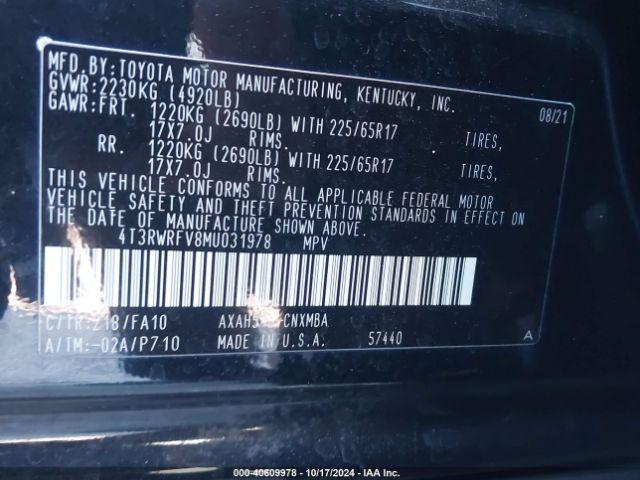 MFD.BY:TOYOTA MOTOR MANUFACTURING, KENTUCKY, INC.
GVWR:2230KG (4920LB) 08/21
GAWR:FRT. 1220KG (2690LB) WITH 225/65R17 TIRES,
17X7.0J RIMS.
RR. 1220KG (2690LB) WITH 225/65R17 TIRES,
17X7.0J RIMS.
THIS VEHICLE CONFORMS TO ALL APPLICABLE FEDERAL MOTOR
VEHICLE SAFETY AND THEFT PREVENTION STANDARDS IN EFFECT ON
THE DATE OF MANUFACTURE SHOWN ABOVE.
4T3RWRFV8MU031978 MPV
C/TR:218/FA10
A/TM:-02A/P710 MADE IN U.S.A. 57440 A
000-40609978 - 10/17/2024 - IAA Inc.